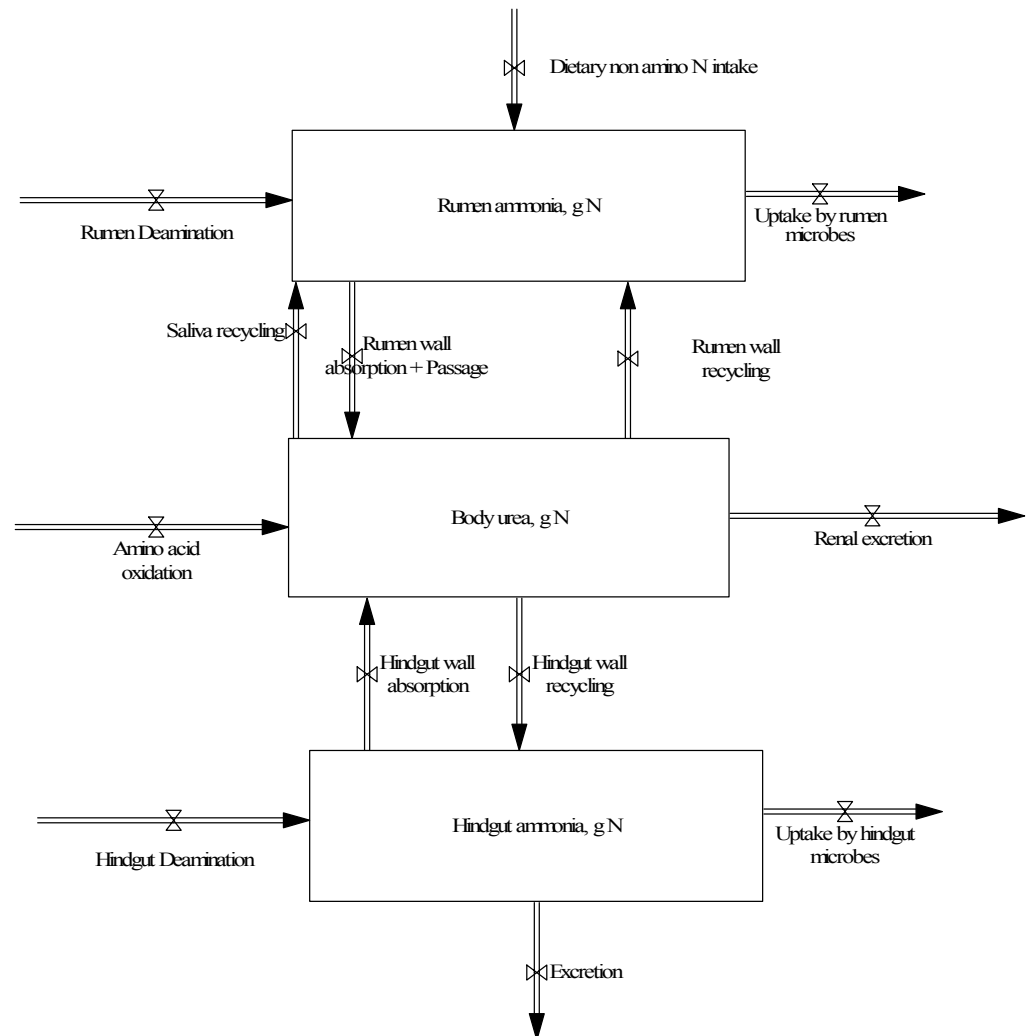 Dietary non amino N intake
Rumen ammonia, g N
Rumen Deamination
Uptake by rumen
microbes
Saliva recycling
Rumen wall
absorption + Passage
Rumen wall
recycling
Body urea, g N
Amino acid
oxidation
Renal excretion
Hindgut wall
absorption
Hindgut wall
recycling
Hindgut ammonia, g N
Hindgut Deamination
Uptake by hindgut
microbes
Excretion